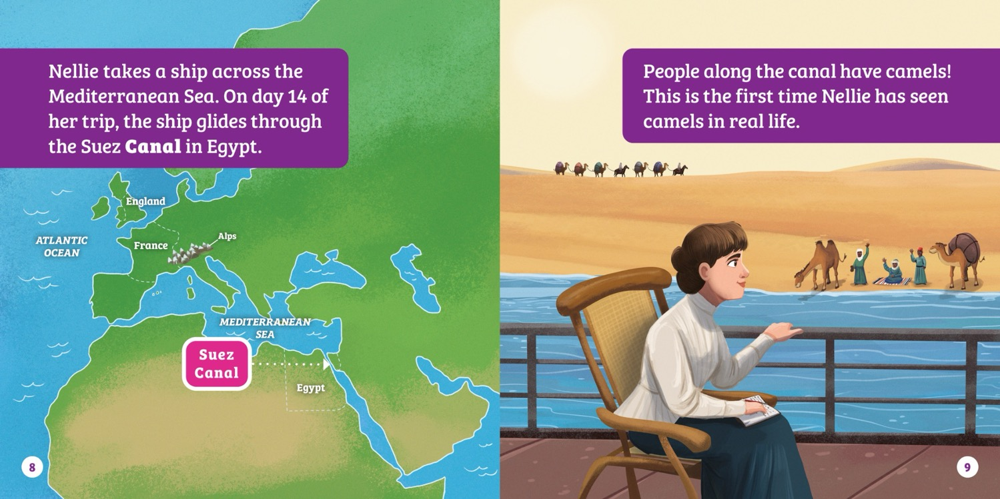 Nellie takes a ship across the
Mediterranean Sea. On day 14 of
her trip, the ship glides through
the Suez Canal in Egypt.
England
ATLANTIC
OCEAN
France
Alps
MEDITERRANEAN
SEA
Suez
Canal
Egypt
8
People along the canal have camels!
This is the first time Nellie has seen
camels in real life.
9